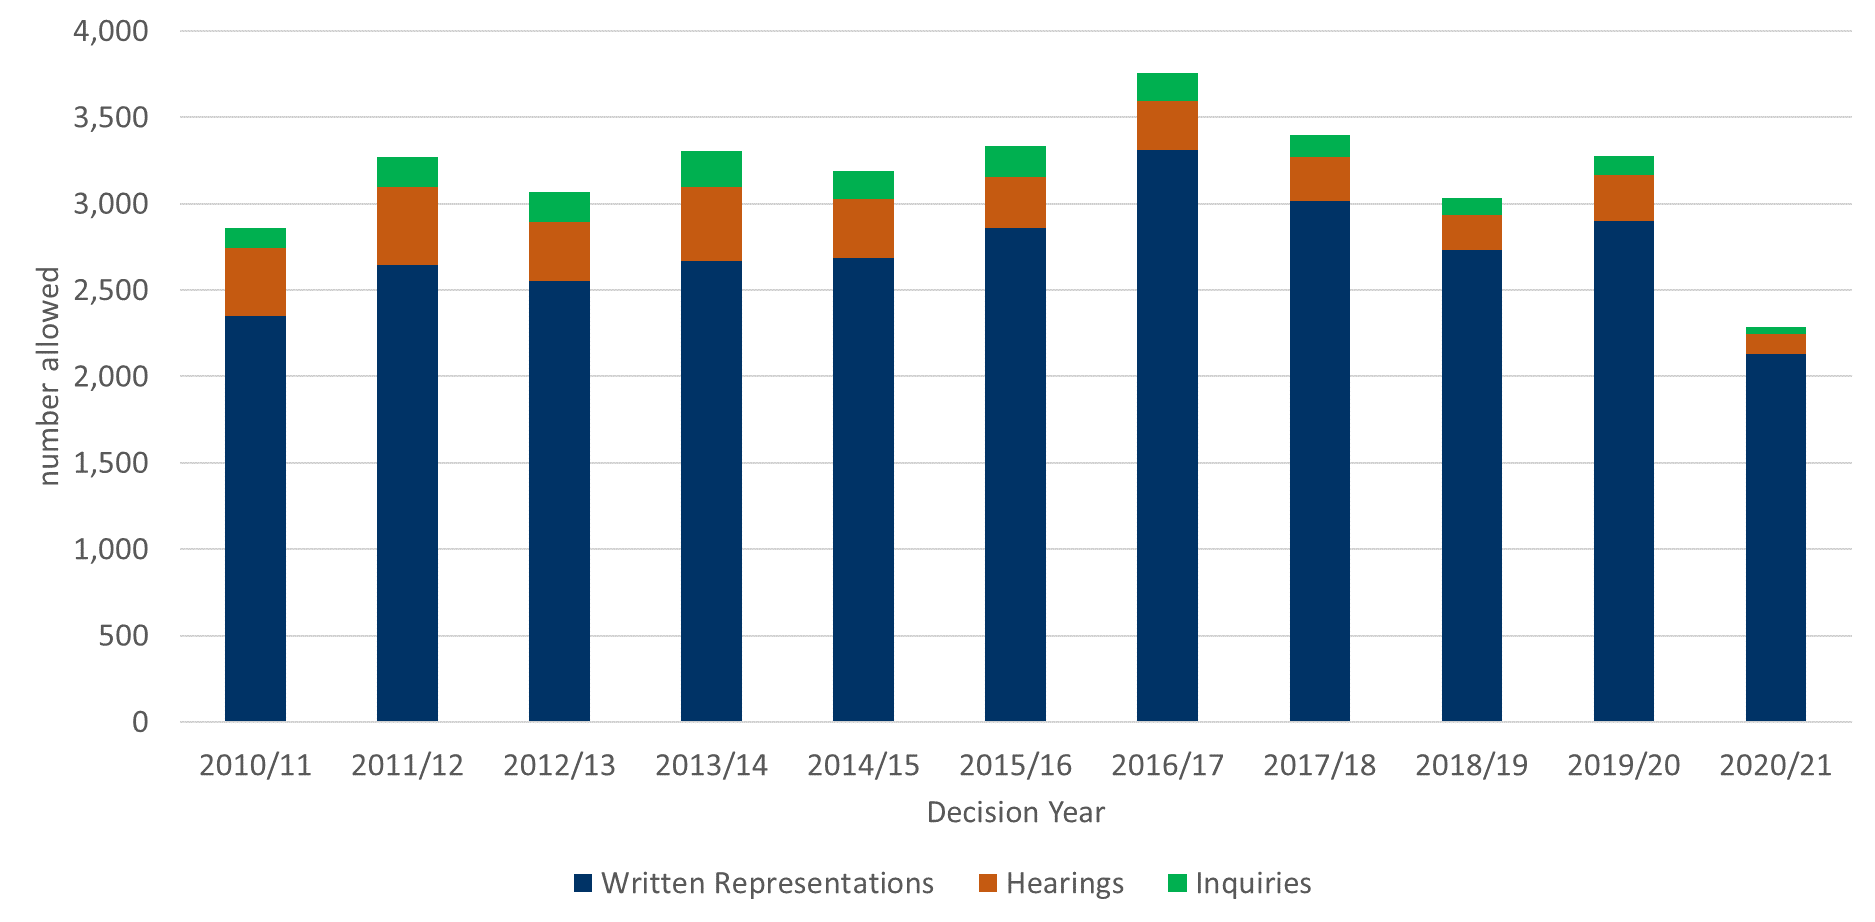 number allowed
4,000
3,500
3,000
2,500
2,000
1,500
1,000
500
0
2010/11 2011/12 2012/13 2013/14 2014/15 2015/16 2016/17 2017/18 2018/19 2019/20 2020/21
Decision Year
Written Representations Hearings Inquiries